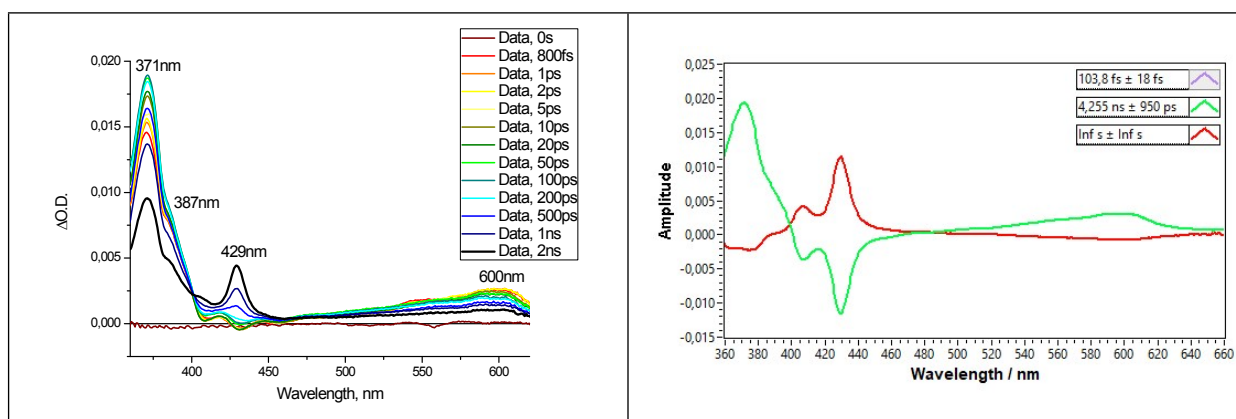 371nm
387nm
429nm
600nm
Data, 0s
Data, 800fs
Data, 1ps
Data, 2ps
Data, 5ps
Data, 10ps
Data, 20ps
Data, 50ps
Data, 100ps
Data, 200ps
Data, 500ps
Data, 1ns
Data, 2ns
0,020
0,015
0,010
0,005
0,000
ΔO.D.
400 450 500 550 600
Wavelength, nm
0,025
0,020
0,015
0,010
0,005
0,000
-0,005
-0,010
-0,015
Amplitude
103,8 fs ± 18 fs
4,255 ns ± 950 ps
Inf s ± Inf s
360 380 400 420 440 460 480 500 520 540 560 580 600 620 640 660
Wavelength / nm